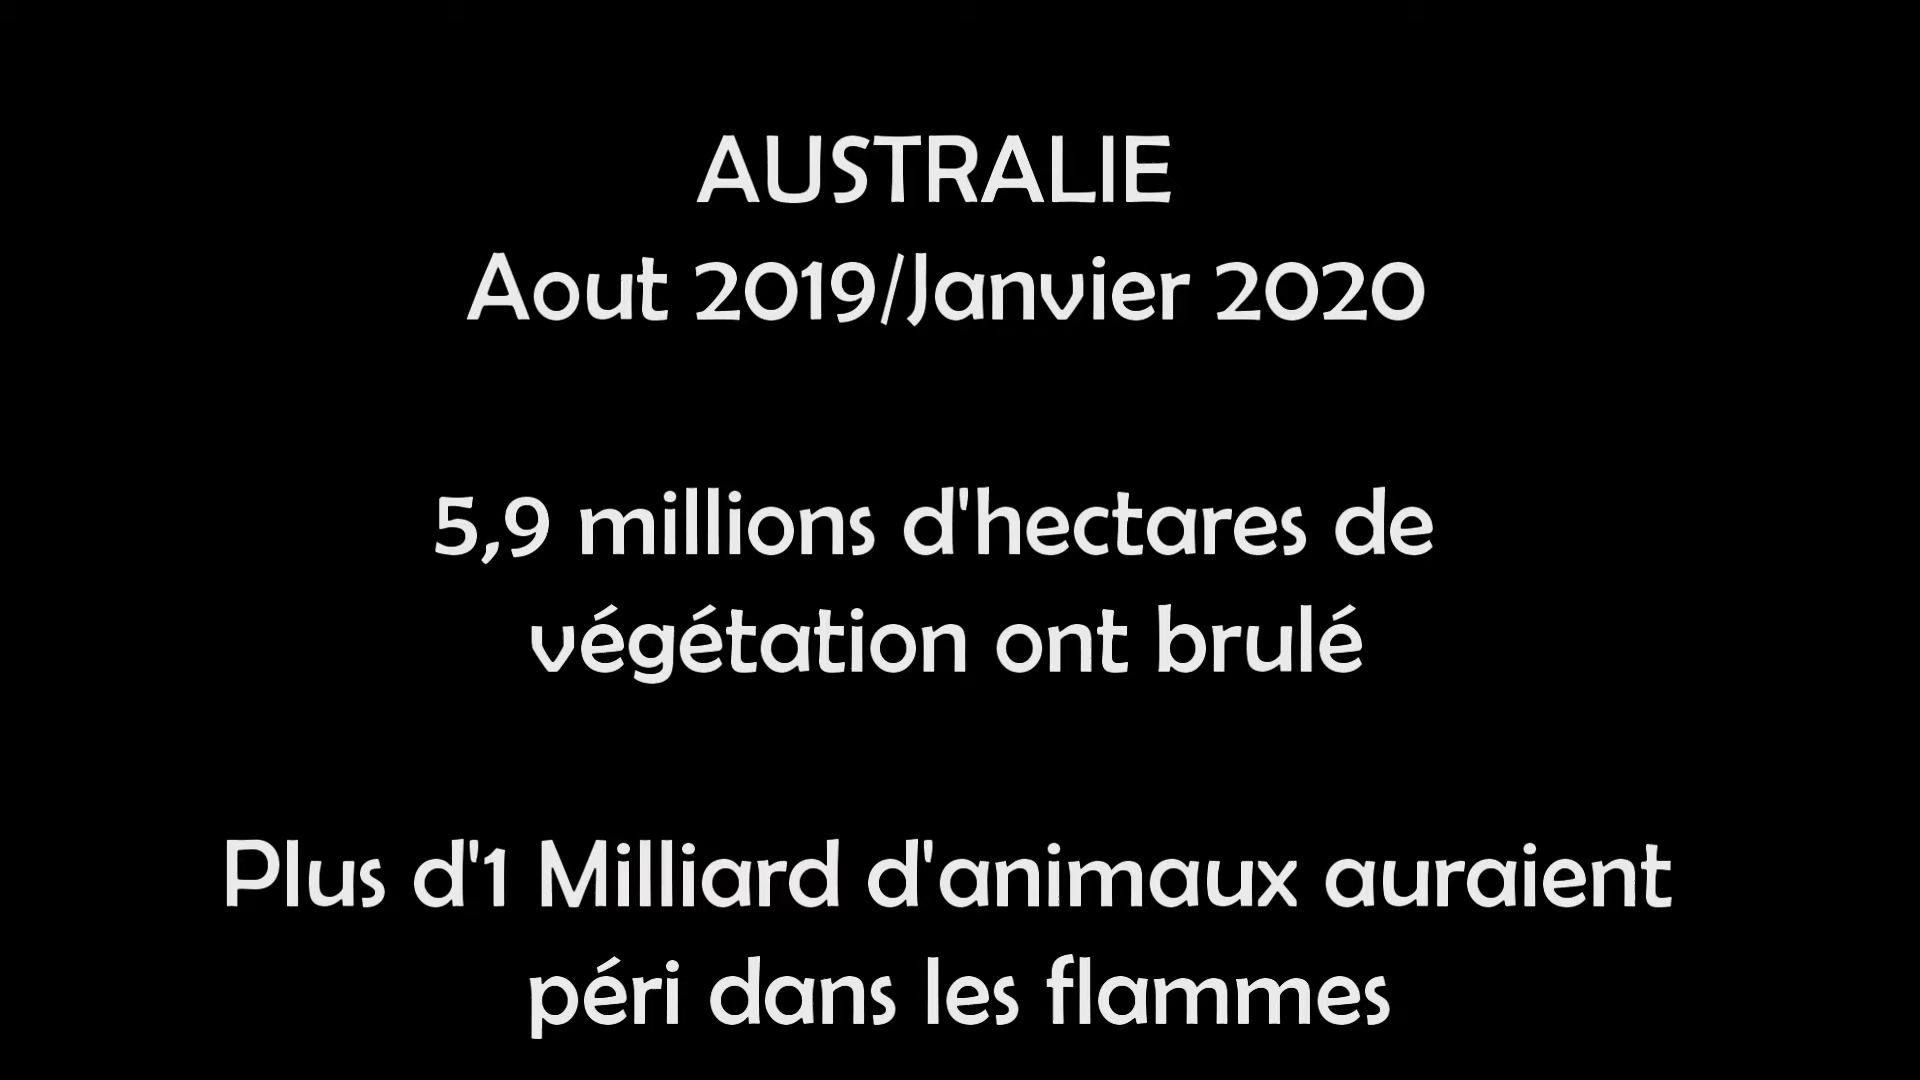 AUSTRALIE
Aout 2019/Janvier 2020
5,9 millions d'hectares de
végétation ont brulé
Plus d'1 Milliard d'animaux auraient
péri dans les flammes